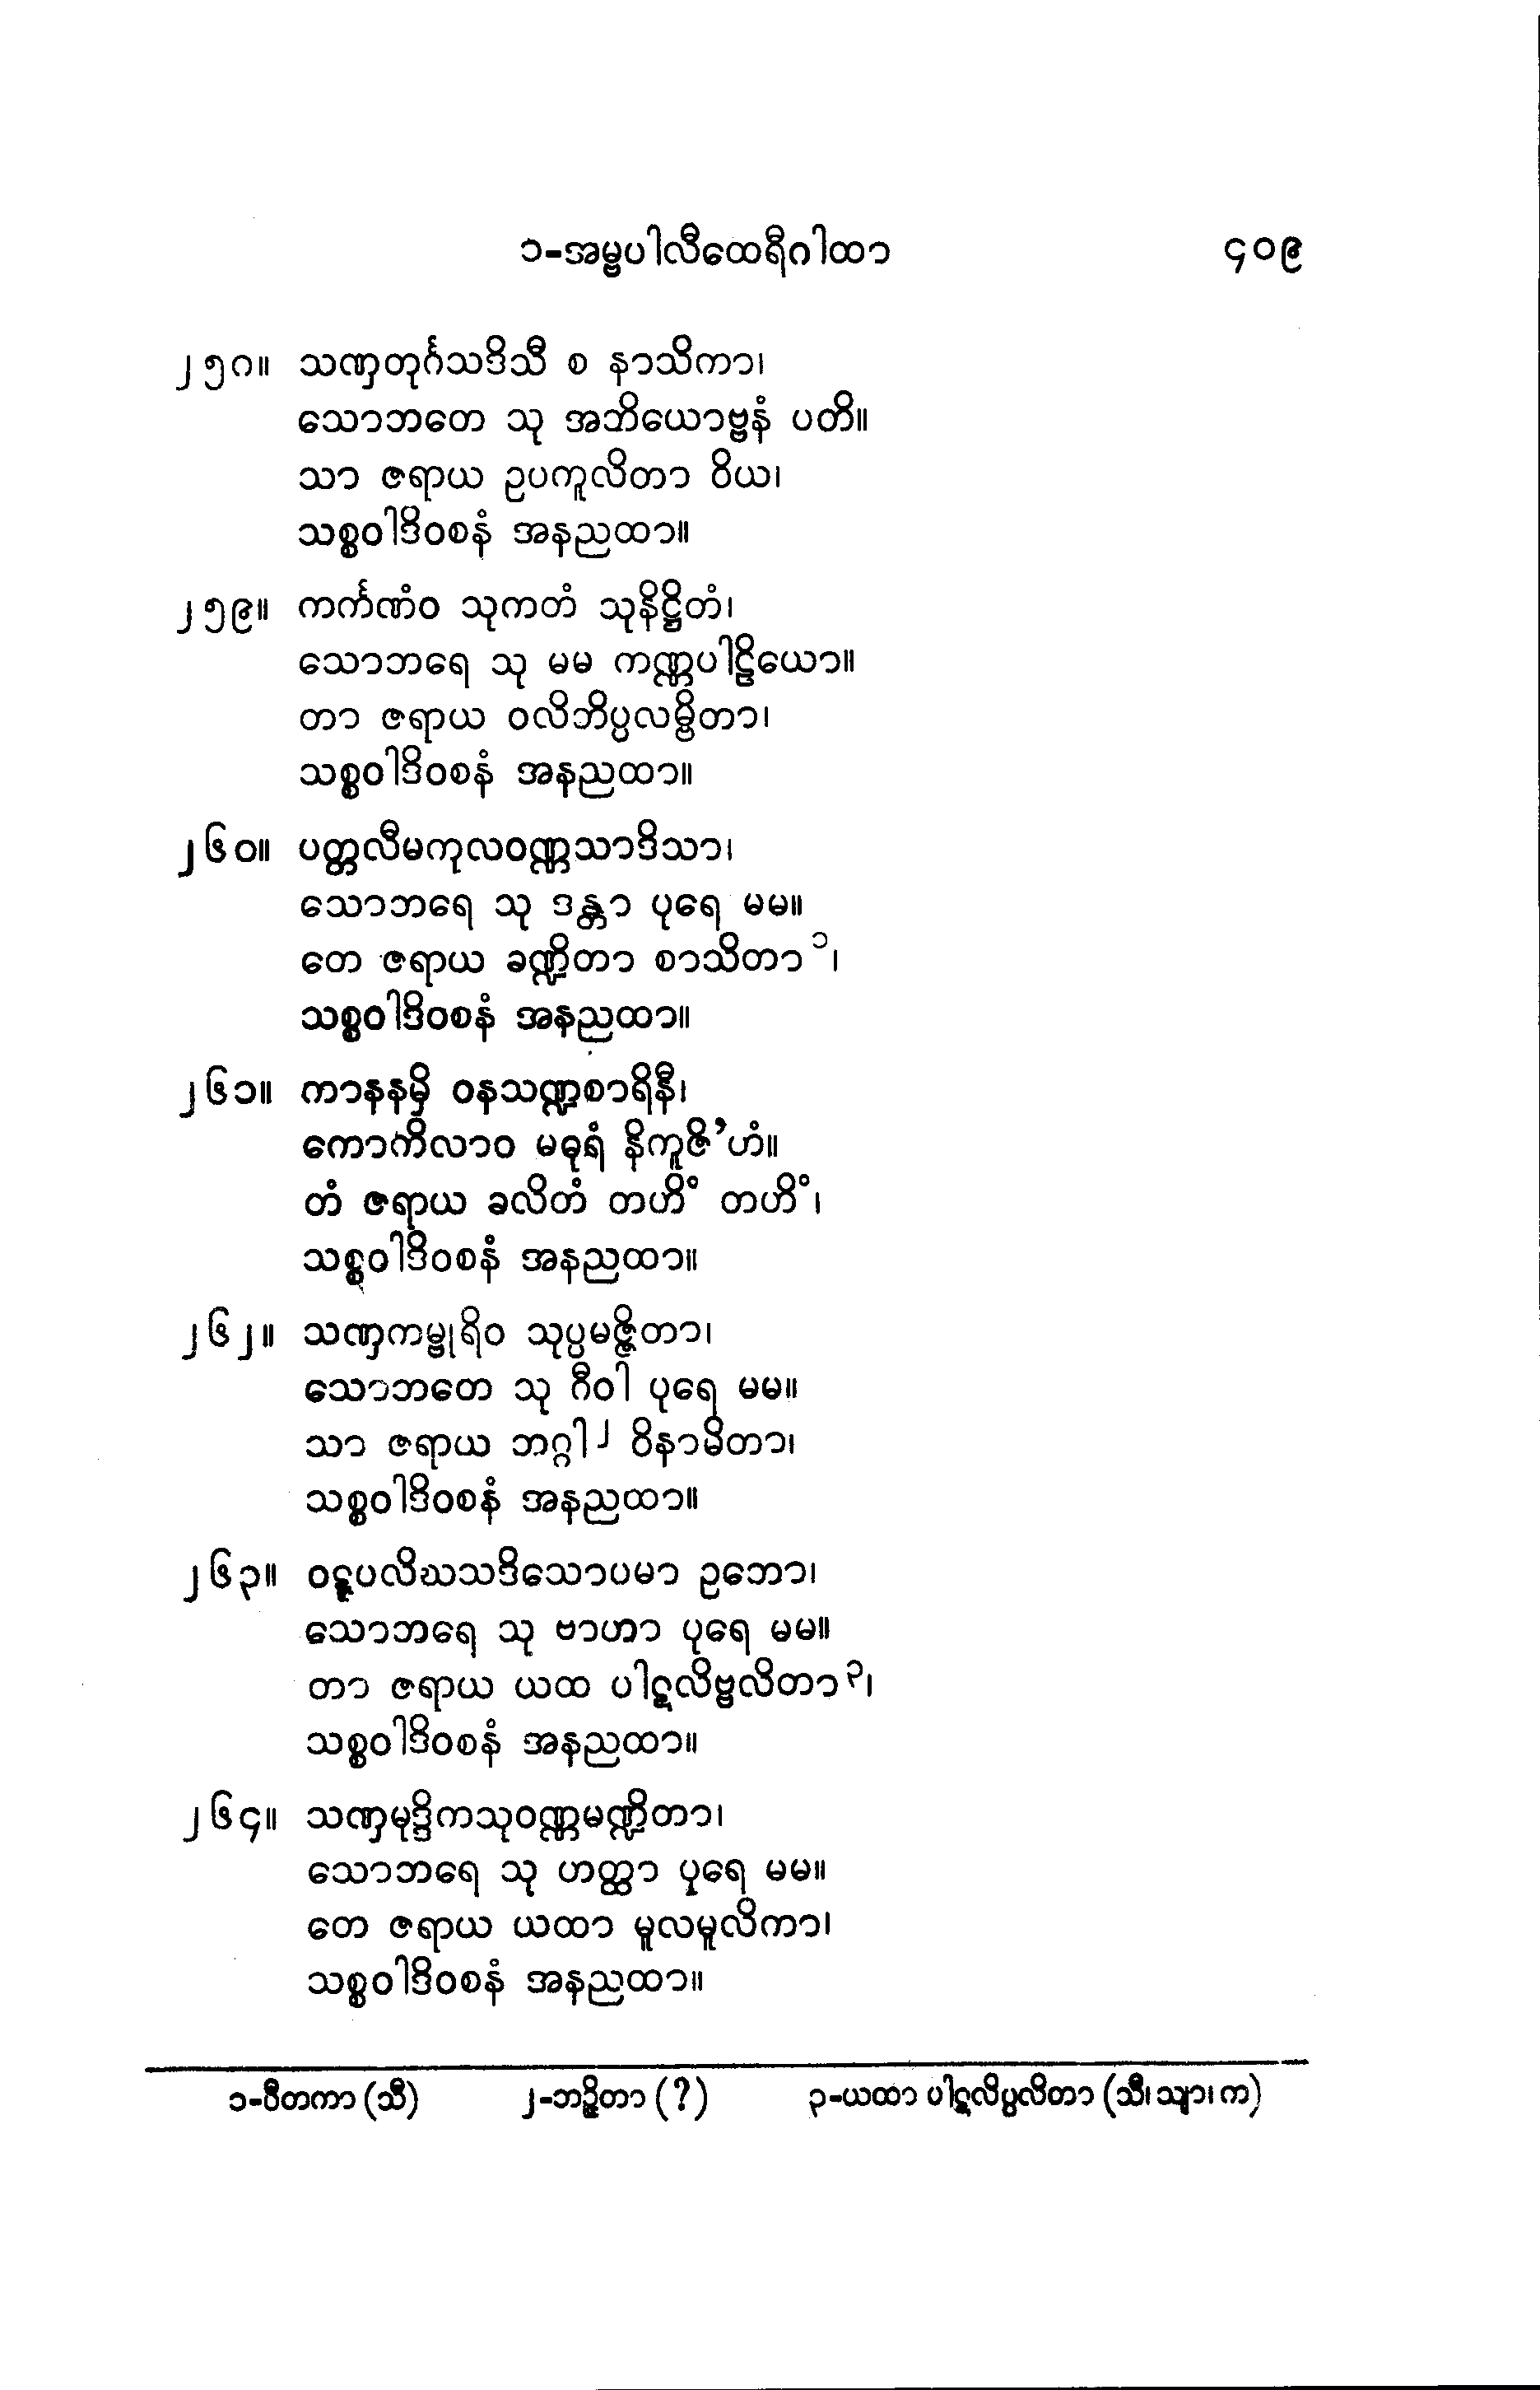 ၁-အမ္ဗပါလီထေရီဂါထာ ၄၀၉
၂၅၈။ သဏှတုင်္ဂသဒိသီ စ နာသိကာ၊
သောဘတေ သု အဘိယောဗ္ဗနံ ပတိ။
သာ ဇရာယ ဥပကူလိတာ ဝိယ၊
သစ္စဝါဒိဝစနံ အနညထာ။
၂၅၉။ ကင်္ကဏံဝ သုကတံ သုနိဋ္ဌိတံ၊
သောဘရေ သု မမ ကဏ္ဏပါဠိယော။
တာ ဇရာယ ဝလိဘိပ္ပလမ္ဗိတာ၊
သစ္စဝါဒိဝစနံ အနညထာ။
၂၆၀။ ပတ္တလီမကုလဝဏ္ဏသာဒိသာ၊
သောဘရေ သု ဒန္တာ ပုရေ မမ။
တေ ဇရာယ ခဏ္ဍိတာ စာသိတာ ၁၊
သစ္စဝါဒိဝစနံ အနညထာ။
၂၆၁။ ကာနနမှိ ဝနသဏ္ဍစာရိနီ၊
ကောကိလာဝ မဓုရံ နိကူဇိ’ဟံ။
တံ ဇရာယ ခလိတံ တဟိံ တဟိံ၊
သစ္စဝါဒိဝစနံ အနညထာ။
၂၆၂။ သဏှကမ္ဗုရိဝ သုပ္ပမဇ္ဇိတာ၊
သောဘတေ သု ဂီဝါ ပုရေ မမ။
သာ ဇရာယ ဘဂ္ဂါ ၂ ဝိနာမိတာ၊
သစ္စဝါဒိဝစနံ အနညထာ။
၂၆၃။ ဝဋ္ဋပလိဃသဒိသောပမာ ဥဘော၊
သောဘရေ သု ဗာဟာ ပုရေ မမ။
တာ ဇရာယ ယထ ပါဋ္ဋလိဗ္ဗလိတာ ၃၊
သစ္စဝါဒိဝစနံ အနညထာ။
၂၆၄။ သဏှမုဒ္ဒိကသုဝဏ္ဏမဏ္ဍိတာ၊
သောဘရေ သု ဟတ္ထာ ပုရေ မမ။
တေ ဇရာယ ယထာ မူလမူလိကာ၊
သစ္စဝါဒိဝစနံ အနညထာ။
၁-ပီတကာ (သီ) ၂-ဘဉ္ဇိတာ (?) ၃-ယထာ ပါဋ္ဋလိပ္ပလိတာ (သီ၊ သျာ၊ က)